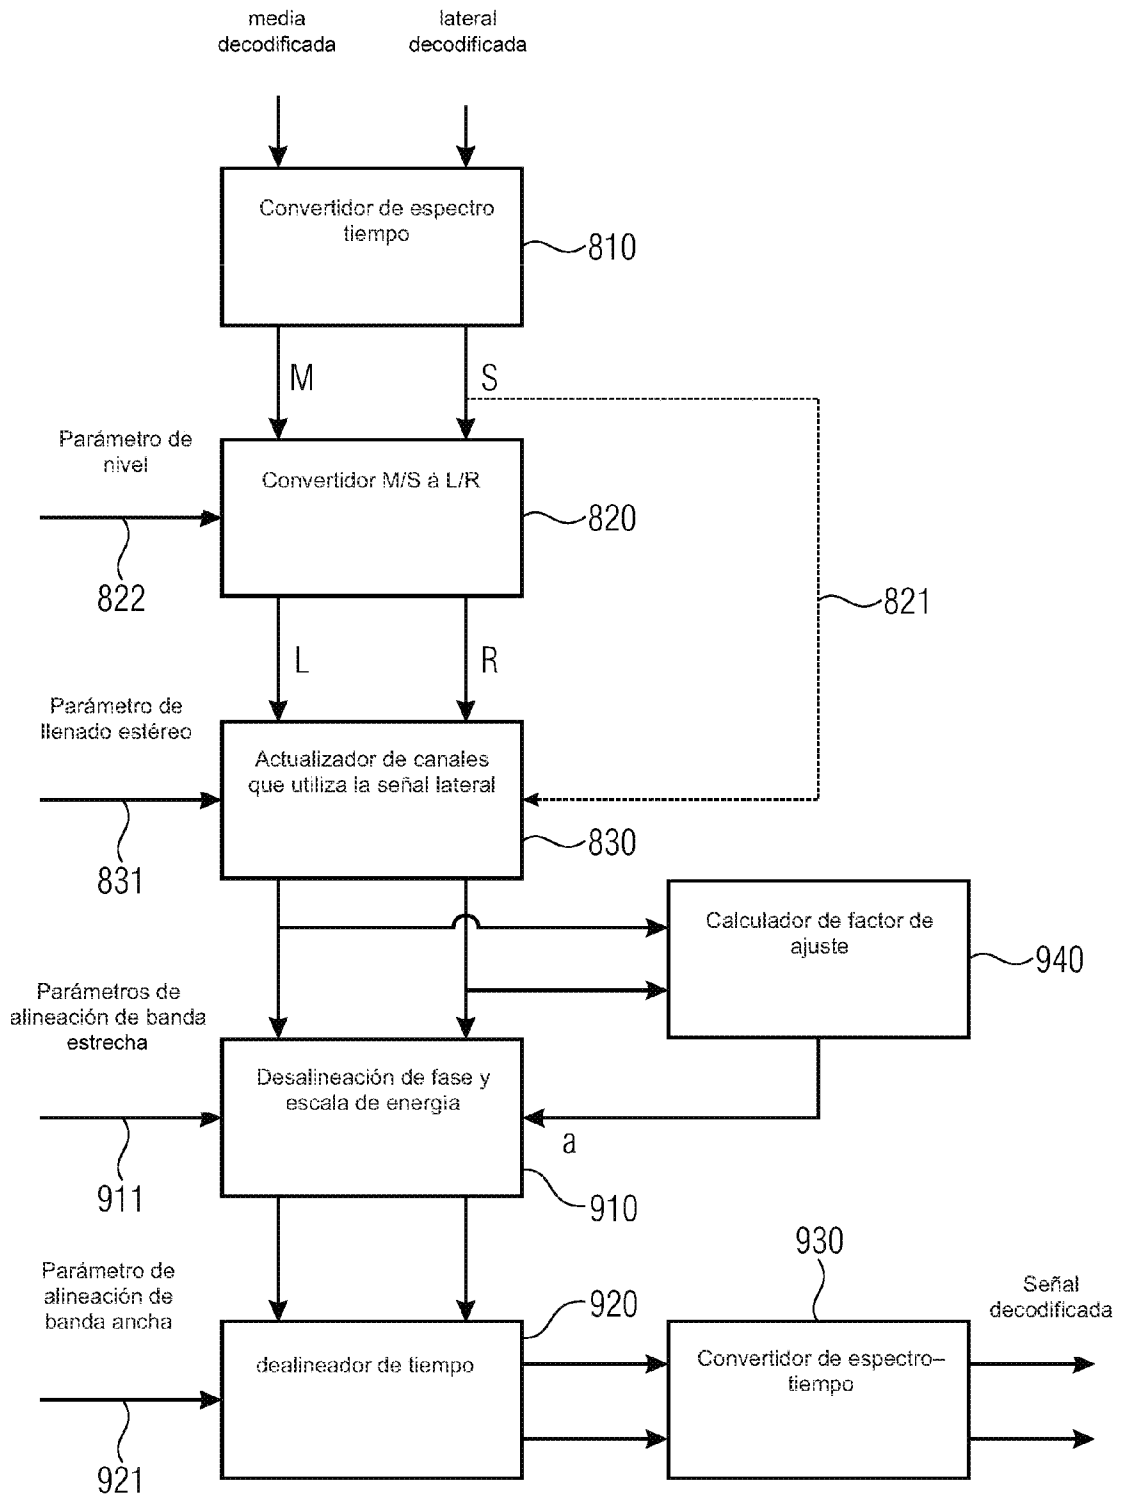 media
decodificada
lateral
decodificada
Convertidor de espectro
tiempo
810
M
S
Parámetro de
nivel
Convertidor M/S à L/R
820
822
821
L
R
Parámetro de
llenado estéreo
Actualizador de canales
que utiliza la señal lateral
830
831
Calculador de factor de
ajuste
940
Parámetros de
alineación de banda
estrecha
Desalineación de fase y
escala de energia
a
911
910
930
Parámetro de
alineación de
banda ancha
920
Señal
decodificada
dealineador de tiempo
Convertidor de espectro–
tiempo
921